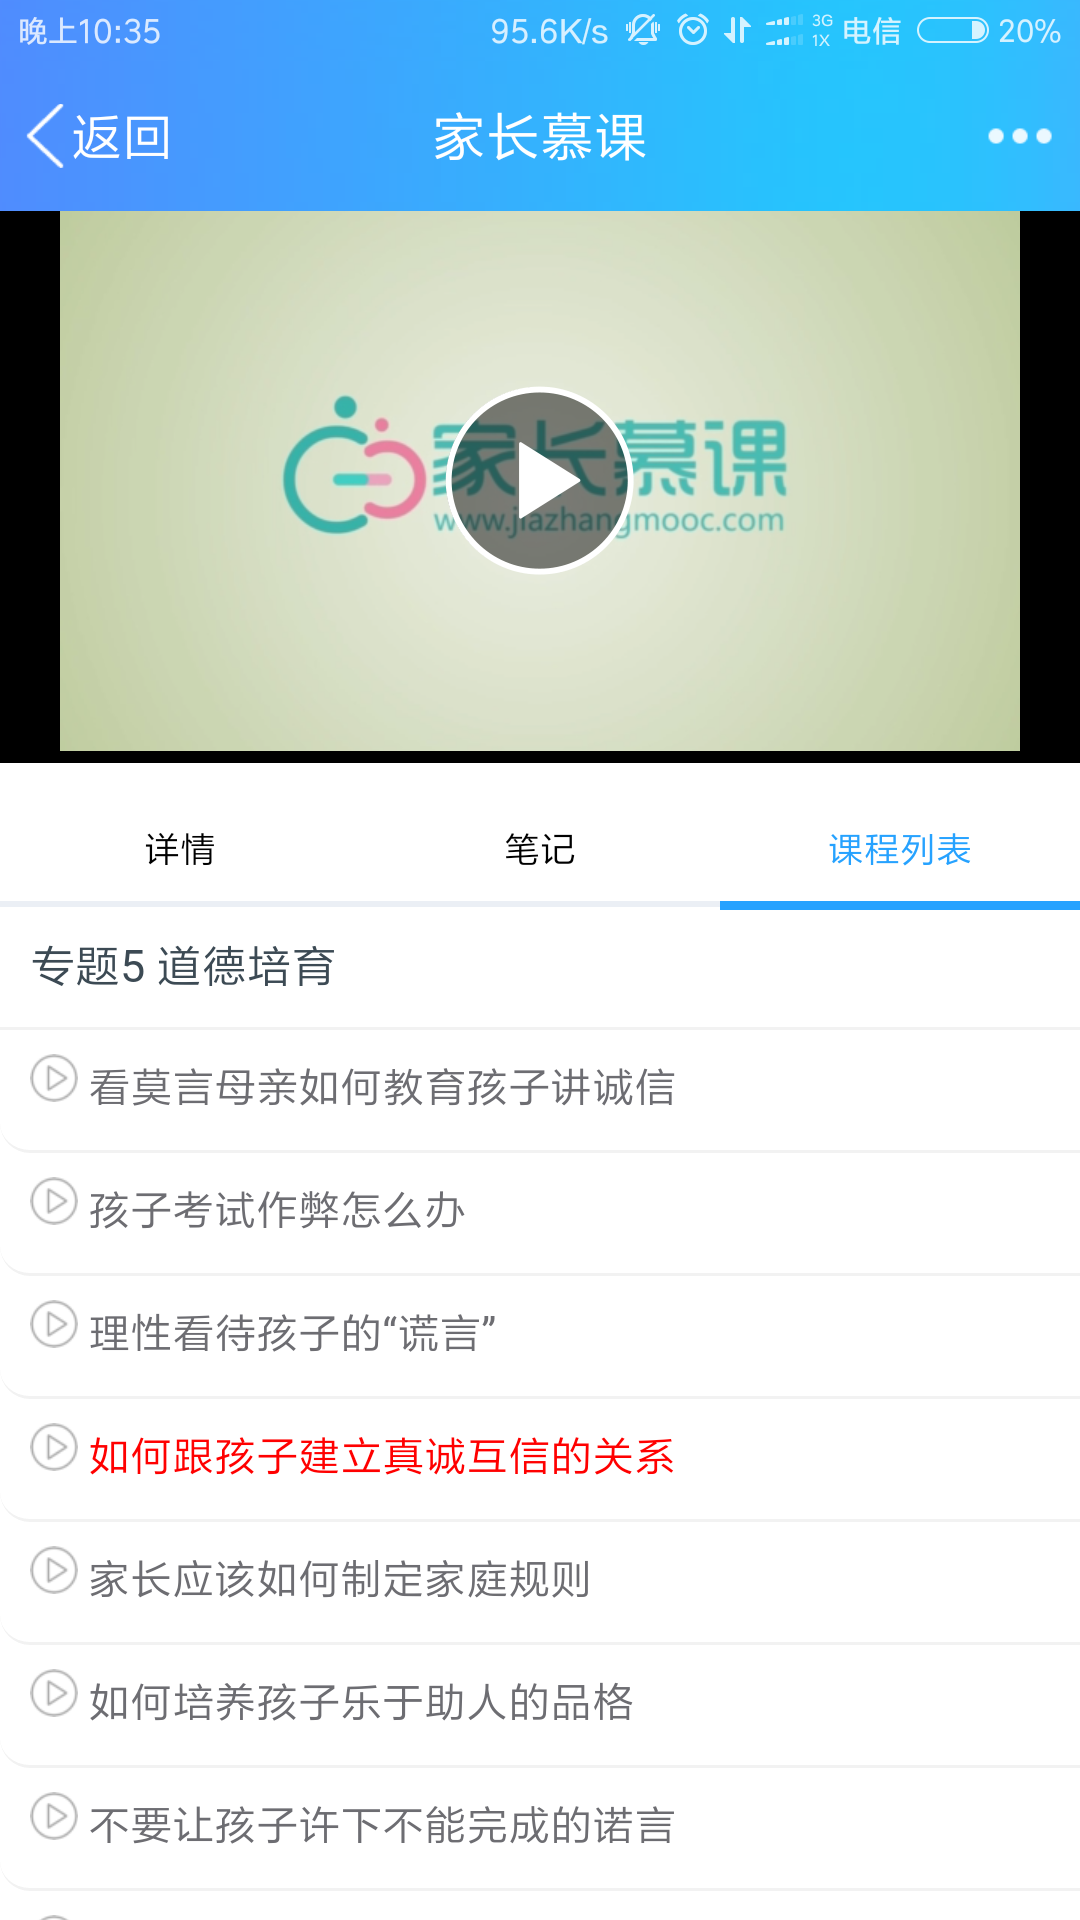 晚上10:35 95.6K/s 3G 1X 电信 20%
返回 家长慕课
家长慕课
www.jiazhangmooc.com
详情 笔记 课程列表
专题5 道德培育
看莫言母亲如何教育孩子讲诚信
孩子考试作弊怎么办
理性看待孩子的“谎言”
如何跟孩子建立真诚互信的关系
家长应该如何制定家庭规则
如何培养孩子乐于助人的品格
不要让孩子许下不能完成的诺言